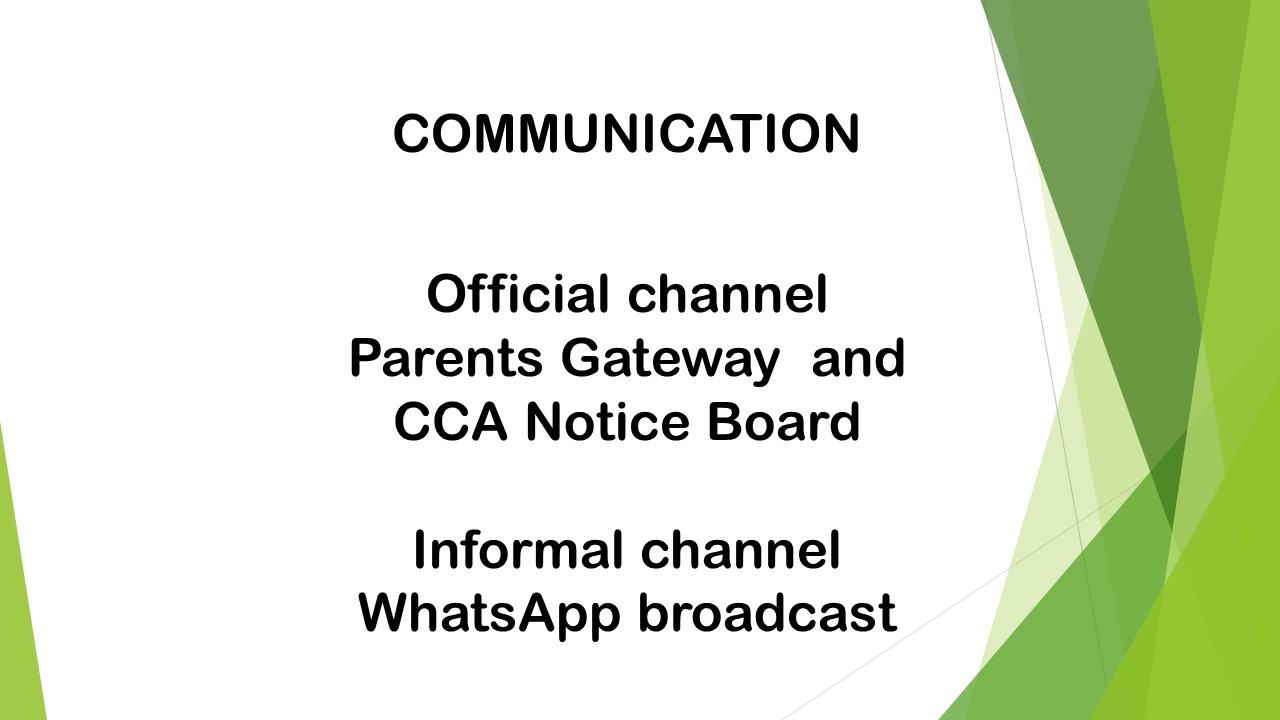 COMMUNICATION
Official channel
Parents Gateway  and
CCA Notice Board
Informal channel
WhatsApp broadcast